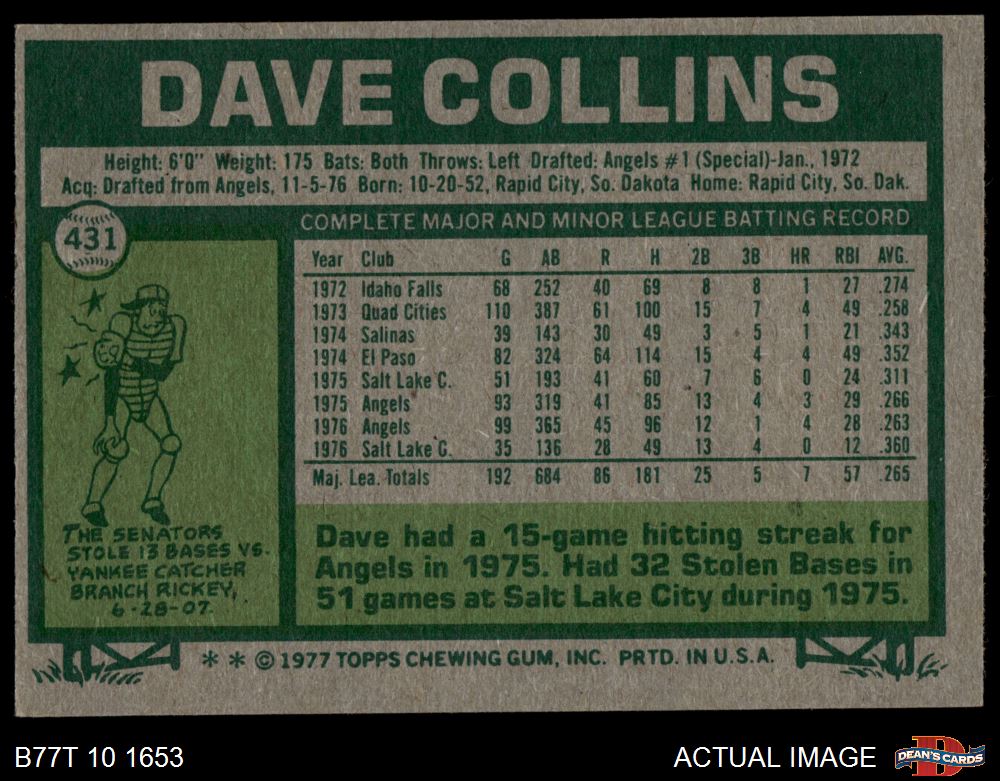 DAVE COLLINS
Height: 6'0" Weight: 175 Bats: Both Throws: Left Drafted: Angels #1 (Special)-Jan., 1972
Acq: Drafted from Angels, 11-5-76 Born: 10-20-52, Rapid City, So. Dakota Home: Rapid City, So. Dak.
431
COMPLETE MAJOR AND MINOR LEAGUE BATTING RECORD
Year Club G AB R H 2B 3B HR RBI AVG.
1972 Idaho Falls 68 252 40 69 8 8 1 27 .274
1973 Quad Cities 110 387 61 100 15 7 4 49 .258
1974 Salinas 39 143 30 49 3 5 1 21 .343
1974 El Paso 82 324 64 114 15 4 4 49 .352
1975 Salt Lake C. 51 193 41 60 7 6 0 24 .311
1975 Angels 93 319 41 85 13 4 3 29 .266
1976 Angels 99 365 45 96 12 1 4 28 .263
1976 Salt Lake C. 35 136 28 49 13 4 0 12 .360
Maj. Lea. Totals 192 684 86 181 25 5 7 57 .265
THE SENATORS
STOLE 13 BASES VS.
YANKEE CATCHER
BRANCH RICKEY,
6-28-07.
Dave had a 15-game hitting streak for
Angels in 1975. Had 32 Stolen Bases in
51 games at Salt Lake City during 1975.
* * © 1977 TOPPS CHEWING GUM, INC. PRTD. IN U.S.A.
B77T 10 1653
ACTUAL IMAGE
DEAN'S CARDS